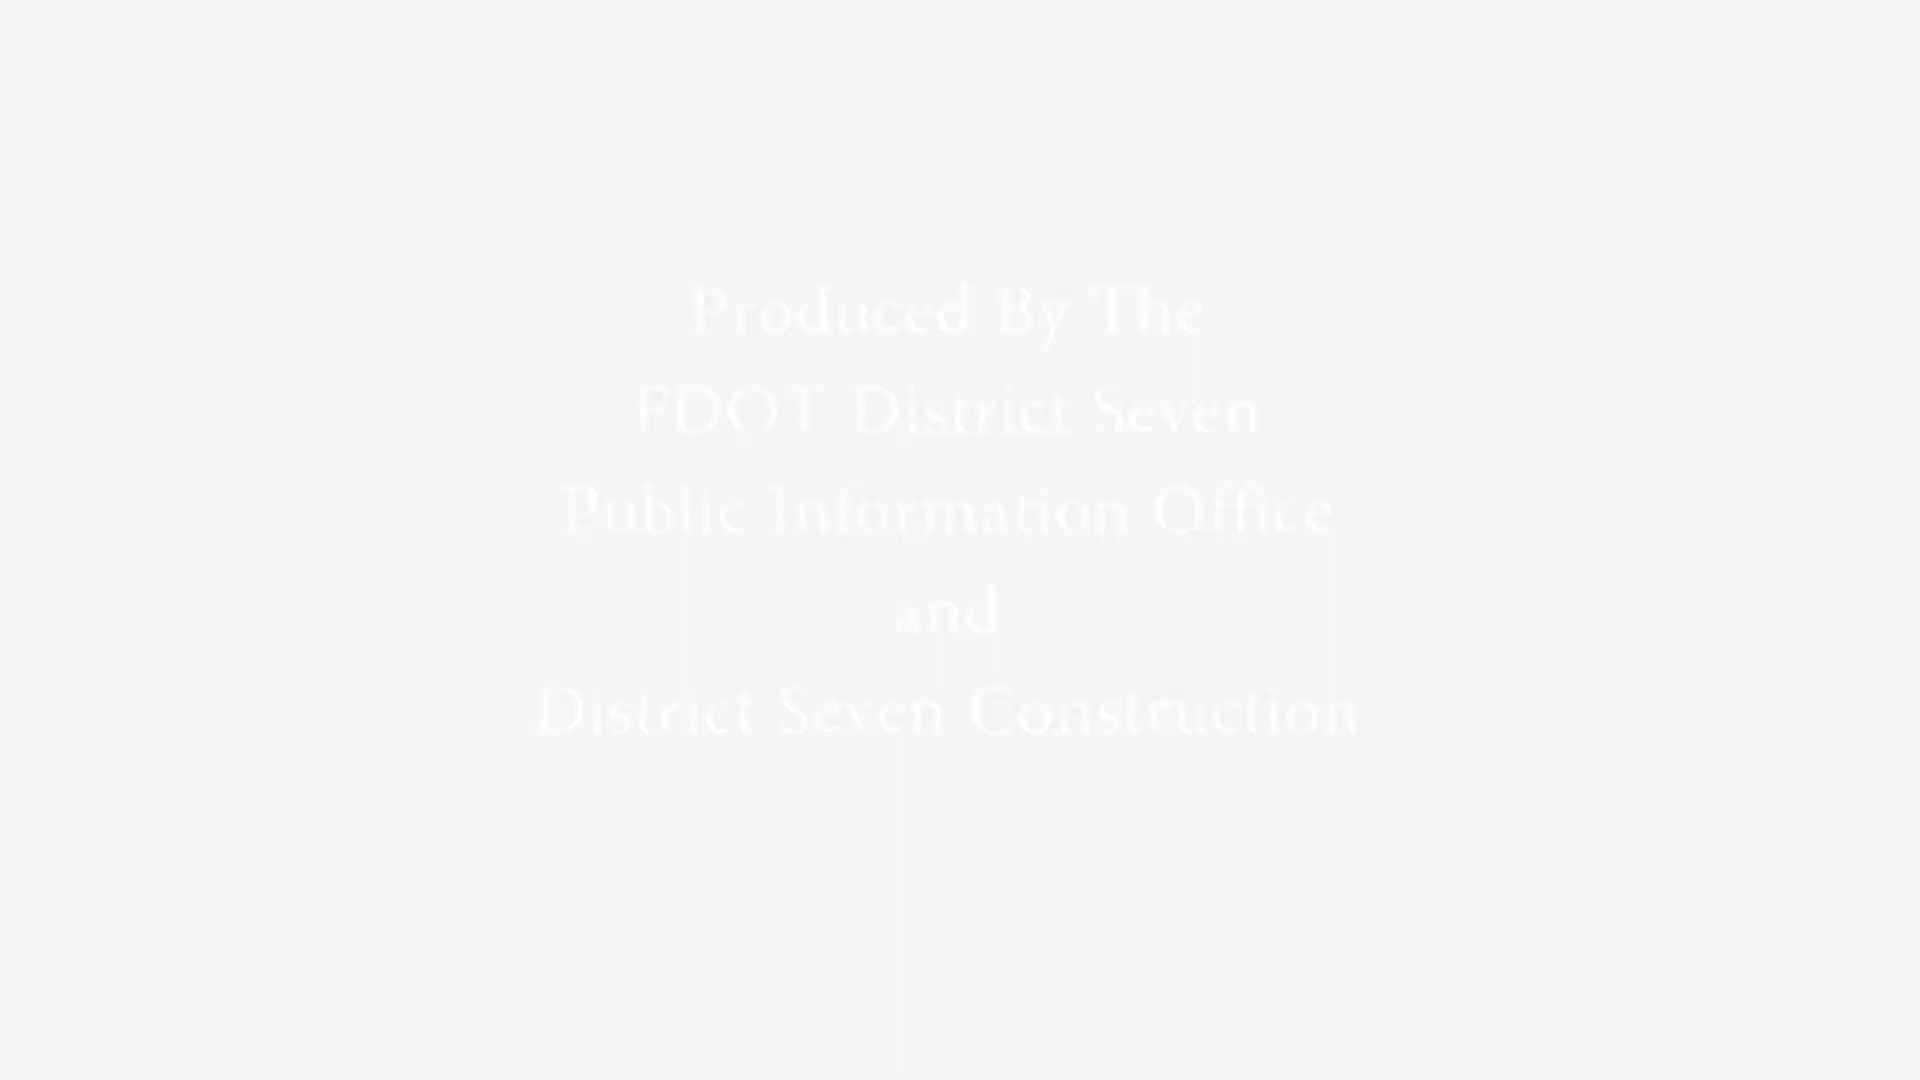 Produced By The
FDOT District Seven
Public Information Office
and
District Seven Construction